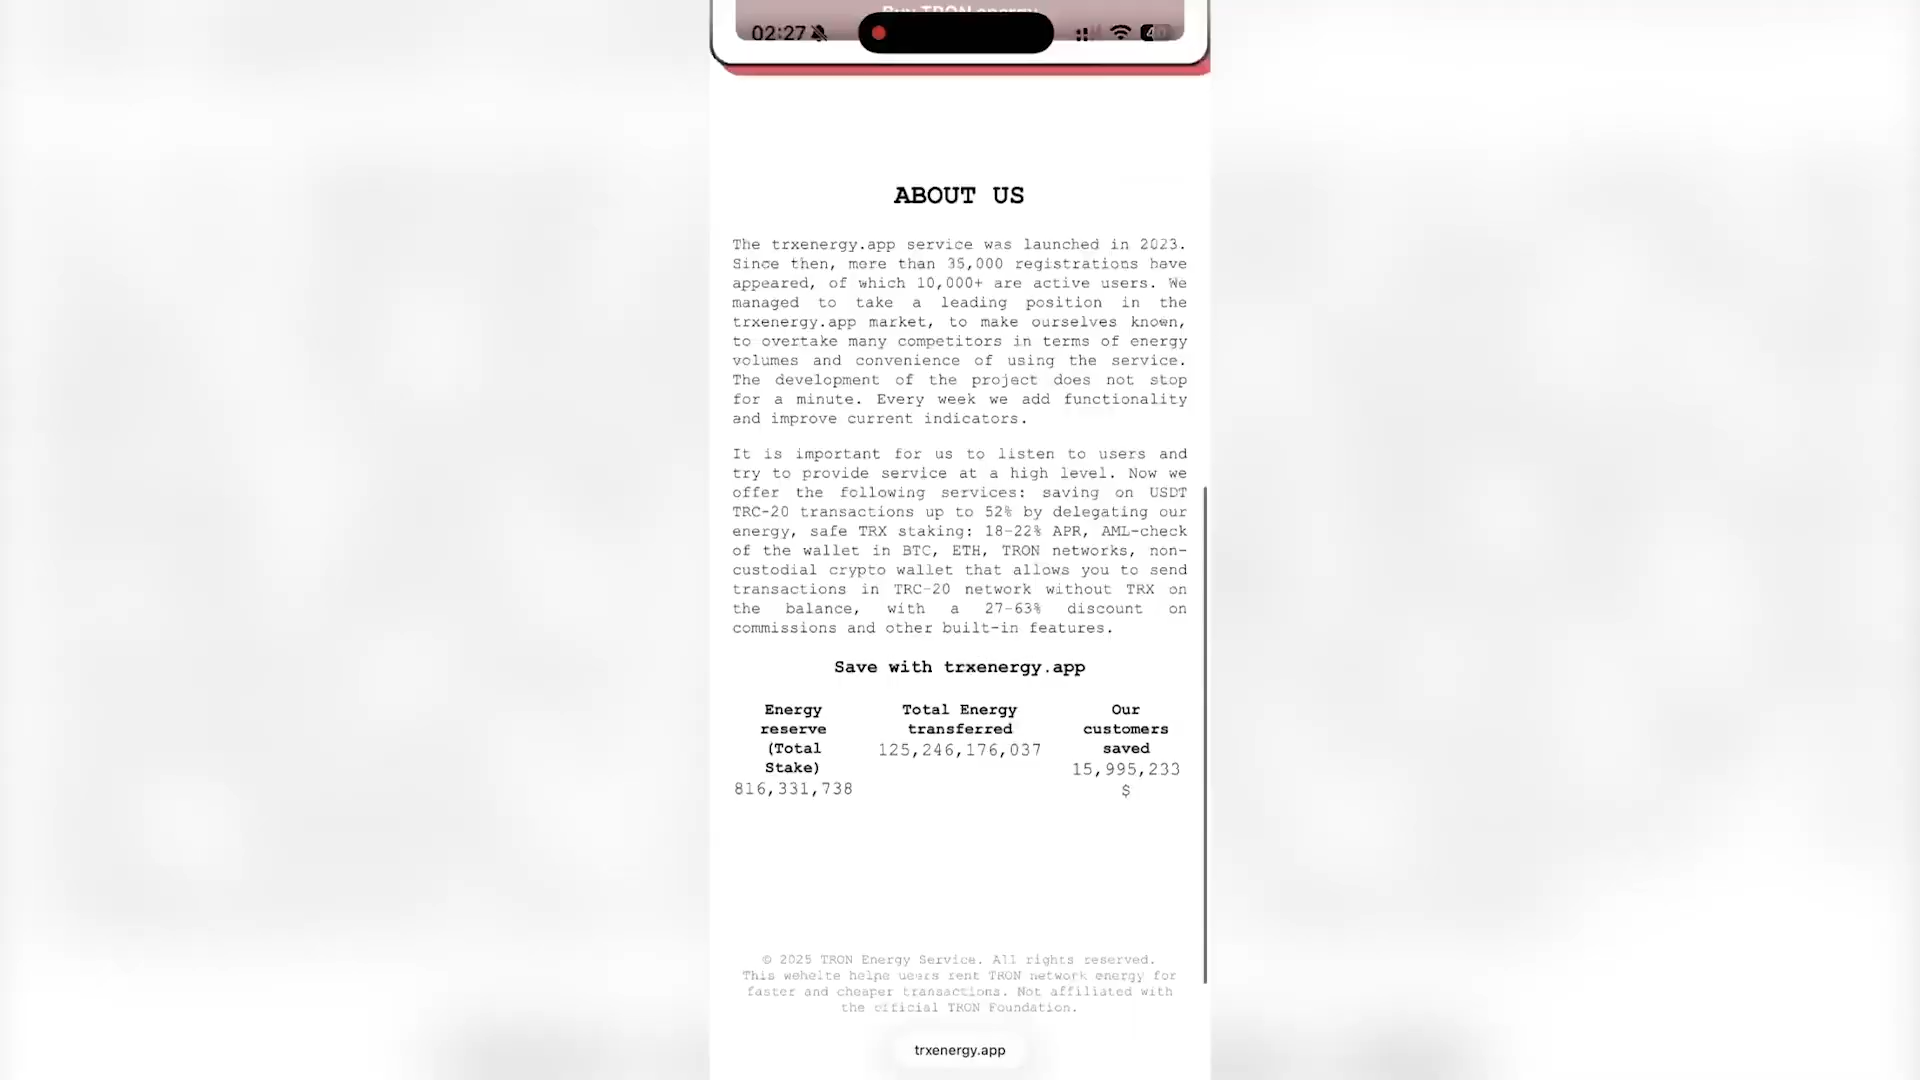 Buy TRON energy
02:27
ABOUT US
The trxenergy.app service was launched in 2023.
Since then, more than 35,000 registrations have
appeared, of which 10,000+ are active users. We
managed to take a leading position in the
trxenergy.app market, to make ourselves known,
to overtake many competitors in terms of energy
volumes and convenience of using the service.
The development of the project does not stop
for a minute. Every week we add functionality
and improve current indicators.
It is important for us to listen to users and
try to provide service at a high level. Now we
offer the following services: saving on USDT
TRC-20 transactions up to 52% by delegating our
energy, safe TRX staking: 18-22% APR, AML-check
of the wallet in BTC, ETH, TRON networks, non-
custodial crypto wallet that allows you to send
transactions in TRC-20 network without TRX on
the balance, with a 27-63% discount on
commissions and other built-in features.
Save with trxenergy.app
Energy
reserve
(Total
Stake)
816,331,738
Total Energy
transferred
125,246,176,037
Our
customers
saved
15,995,233
$
© 2025 TRON Energy Service. All rights reserved.
This website helps users rent TRON network energy for
faster and cheaper transactions. Not affiliated with
the official TRON Foundation.
trxenergy.app